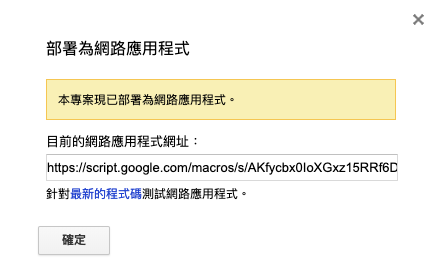 部署為網路應用程式
本專案現已部署為網路應用程式。
目前的網路應用程式網址：
https://script.google.com/macros/s/AKfycbx0IoXGxz15RRf6D
針對最新的程式碼測試網路應用程式。
確定